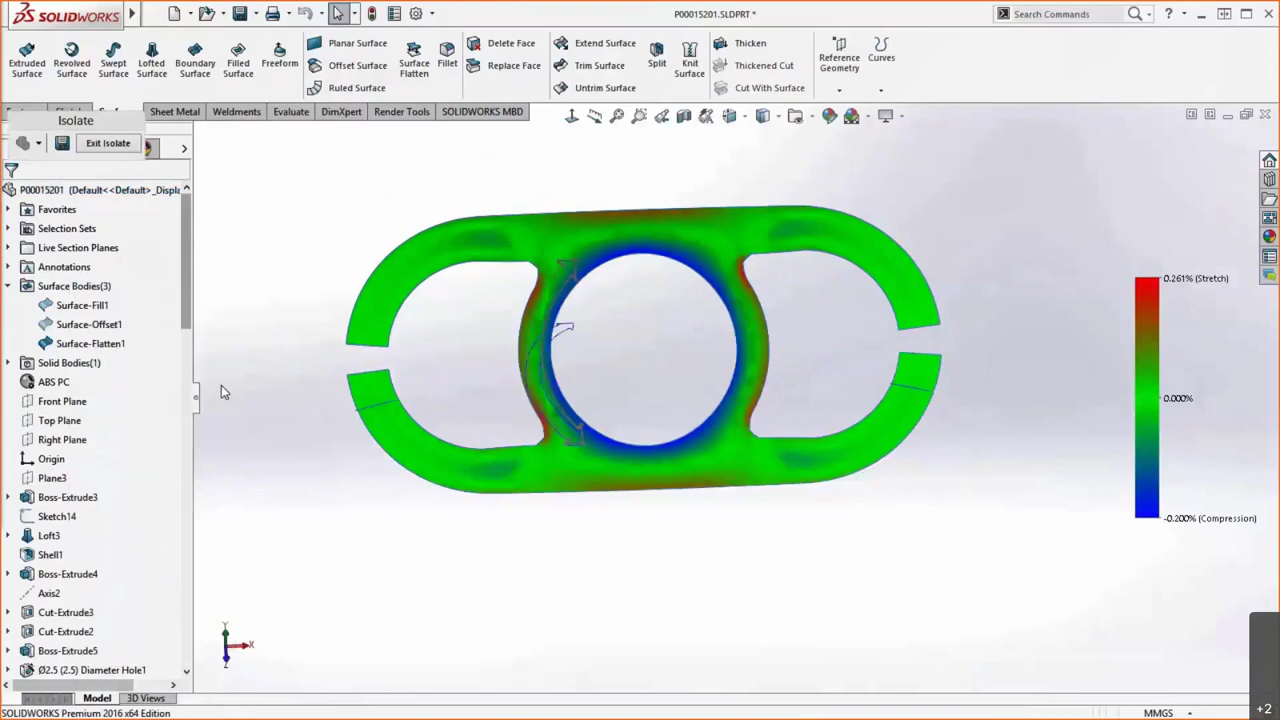 SOLIDWORKS
P00015201.SLDPRT *
Search Commands
Extruded Surface
Revolved Surface
Swept Surface
Lofted Surface
Boundary Surface
Filled Surface
Freeform
Planar Surface
Offset Surface
Ruled Surface
Surface Flatten
Fillet
Delete Face
Replace Face
Extend Surface
Trim Surface
Untrim Surface
Split
Knit Surface
Thicken
Thickened Cut
Cut With Surface
Reference Geometry
Curves
Sheet Metal
Weldments
Evaluate
DimXpert
Render Tools
SOLIDWORKS MBD
Isolate
Exit Isolate
P00015201 (Default<<Default>_Displa
Favorites
Selection Sets
Live Section Planes
Annotations
Surface Bodies(3)
Surface-Fill1
Surface-Offset1
Surface-Flatten1
Solid Bodies(1)
ABS PC
Front Plane
Top Plane
Right Plane
Origin
Plane3
Boss-Extrude3
Sketch14
Loft3
Shell1
Boss-Extrude4
Axis2
Cut-Extrude3
Cut-Extrude2
Boss-Extrude5
Ø2.5 (2.5) Diameter Hole1
0.261% (Stretch)
0.000%
-0.200% (Compression)
Y
X
Z
Model
3D Views
SOLIDWORKS Premium 2016 x64 Edition
MMGS
+2